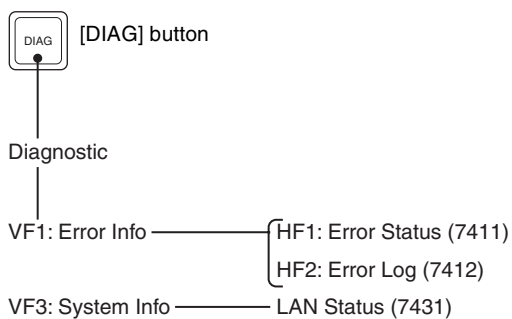 DIAG
[DIAG] button
Diagnostic
VF1: Error Info HF1: Error Status (7411)
HF2: Error Log (7412)
VF3: System Info LAN Status (7431)